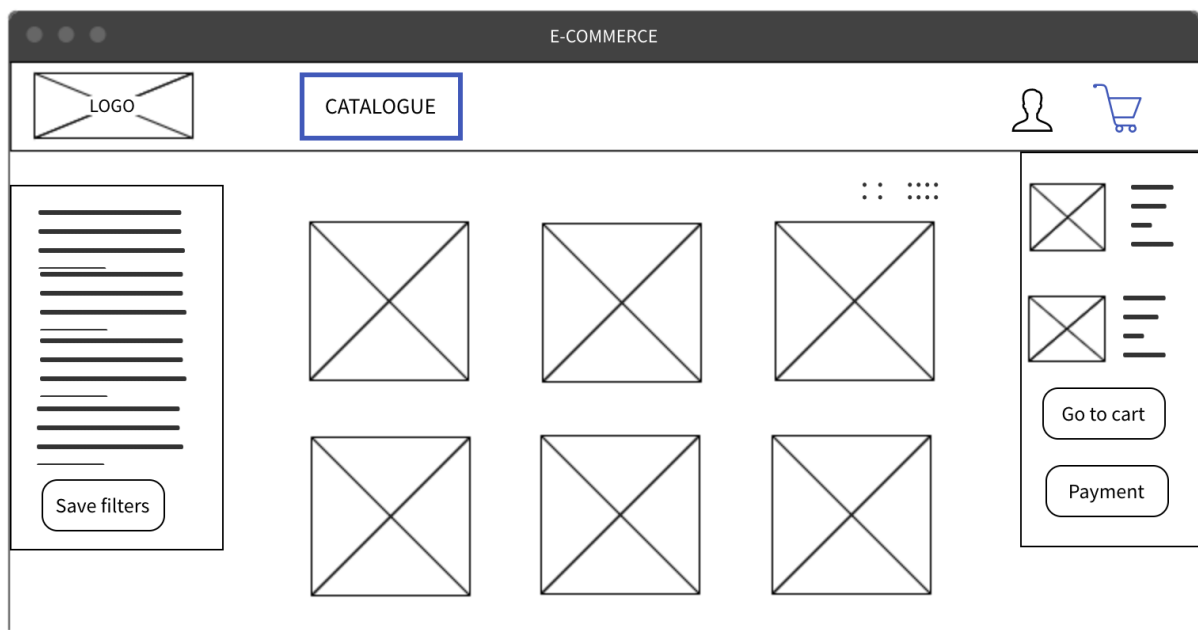 E-COMMERCE
LOGO
CATALOGUE
Go to cart
Payment
Save filters